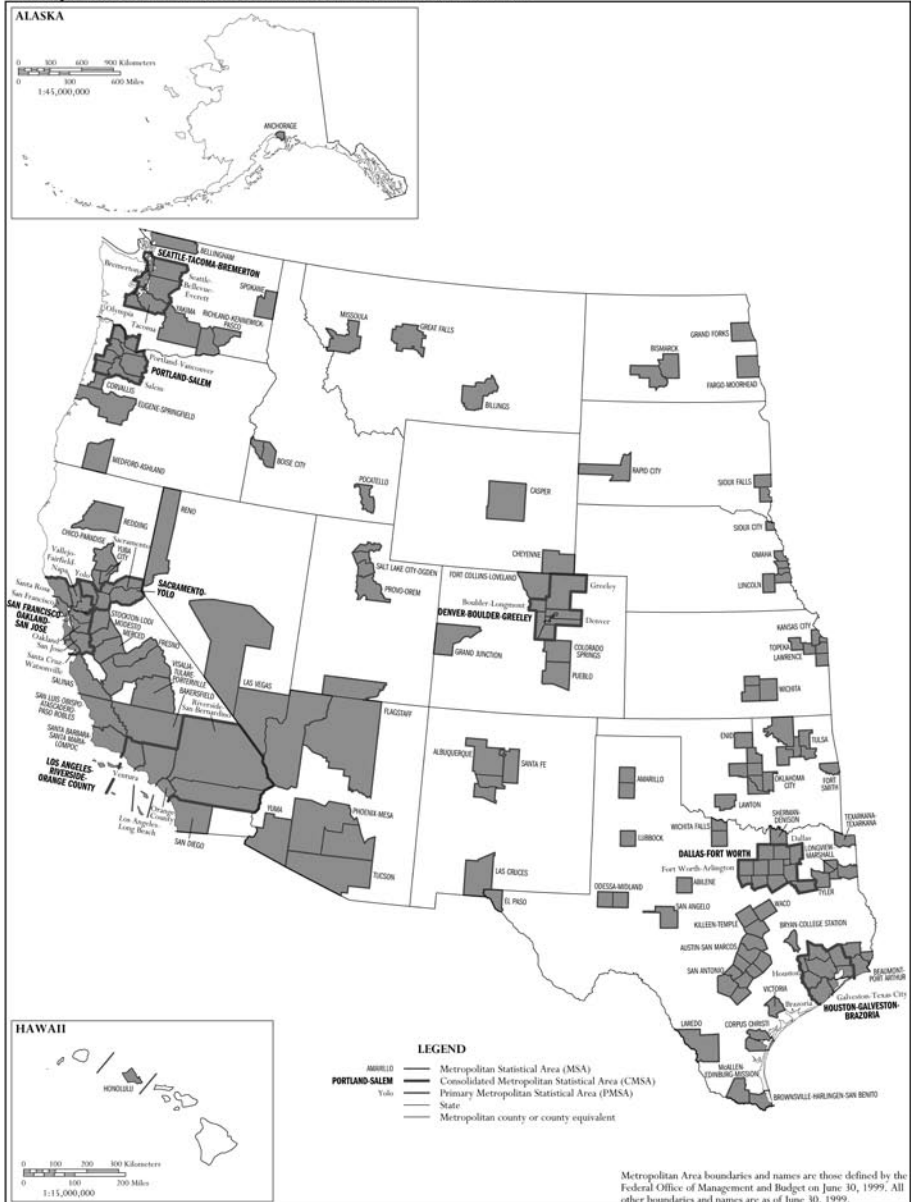 ALASKA
0 300 600 900 Kilometers
0 300 600 Miles
1:45,000,000
ANCHORAGE
BELLINGHAM
SEATTLE-TACOMA-BREMERTON
Bremerton
Seattle-
Bellevue-
Everett
SPOKANE
Olympia
Tacoma
YAKIMA
RICHLAND-KENNEWICK-
PASCO
MISSOULA
GREAT FALLS
GRAND FORKS
BISMARCK
FARGO-MOORHEAD
Portland-Vancouver
PORTLAND-SALEM
Salem
CORVALLIS
EUGENE-SPRINGFIELD
BILLINGS
MEDFORD-ASHLAND
BOISE CITY
POCATELLO
CASPER
RAPID CITY
SIOUX FALLS
REDDING
RENO
CHICO-PARADISE
YUBA
CITY
Sacramento
SIOUX CITY
CHEYENNE
OMAHA
Vallejo-
Fairfield-
Napa
Yolo
SALT LAKE CITY-OGDEN
FORT COLLINS-LOVELAND
Greeley
LINCOLN
Santa Rosa
San Francisco
SACRAMENTO-
YOLO
PROVO-OREM
Boulder-Longmont
DENVER-BOULDER-GREELEY
Denver
SAN FRANCISCO-
OAKLAND-
SAN JOSE
STOCKTON-LODI
MODESTO
MERCED
FRESNO
KANSAS CITY
TOPEKA
LAWRENCE
Oakland
San Jose
GRAND JUNCTION
COLORADO
SPRINGS
PUEBLO
Santa Cruz-
Watsonville
VISALIA-
TULARE-
PORTERVILLE
SALINAS
BAKERSFIELD
LAS VEGAS
WICHITA
Riverside-
San Bernardino
FLAGSTAFF
SAN LUIS OBISPO-
ATASCADERO-
PASO ROBLES
ENID
TULSA
SANTA BARBARA-
SANTA MARIA-
LOMPOC
ALBUQUERQUE
SANTA FE
AMARILLO
OKLAHOMA
CITY
FORT
SMITH
LOS ANGELES-
RIVERSIDE-
ORANGE COUNTY
Ventura
LAWTON
Orange
County
YUMA
PHOENIX-MESA
SHERMAN-
DENISON
TEXARKANA-
TEXARKANA
Los Angeles-
Long Beach
SAN DIEGO
LUBBOCK
WICHITA FALLS
Dallas
DALLAS-FORT WORTH
LONGVIEW-
MARSHALL
TUCSON
LAS CRUCES
Fort Worth-Arlington
ABILENE
TYLER
EL PASO
ODESSA-MIDLAND
SAN ANGELO
WACO
KILLEEN-TEMPLE
BRYAN-COLLEGE STATION
AUSTIN-SAN MARCOS
SAN ANTONIO
Houston
BEAUMONT-
PORT ARTHUR
VICTORIA
Brazoria
Galveston-Texas City
HOUSTON-GALVESTON-
BRAZORIA
LAREDO
CORPUS CHRISTI
McALLEN-
EDINBURG-MISSION
BROWNSVILLE-HARLINGEN-SAN BENITO
HAWAII
HONOLULU
0 100 200 300 Kilometers
0 100 200 Miles
1:15,000,000
LEGEND
AMARILLO Metropolitan Statistical Area (MSA)
PORTLAND-SALEM Consolidated Metropolitan Statistical Area (CMSA)
Yolo Primary Metropolitan Statistical Area (PMSA)
State
Metropolitan county or county equivalent
Metropolitan Area boundaries and names are those defined by the
Federal Office of Management and Budget on June 30, 1999. All
other boundaries and names are as of June 30, 1999.